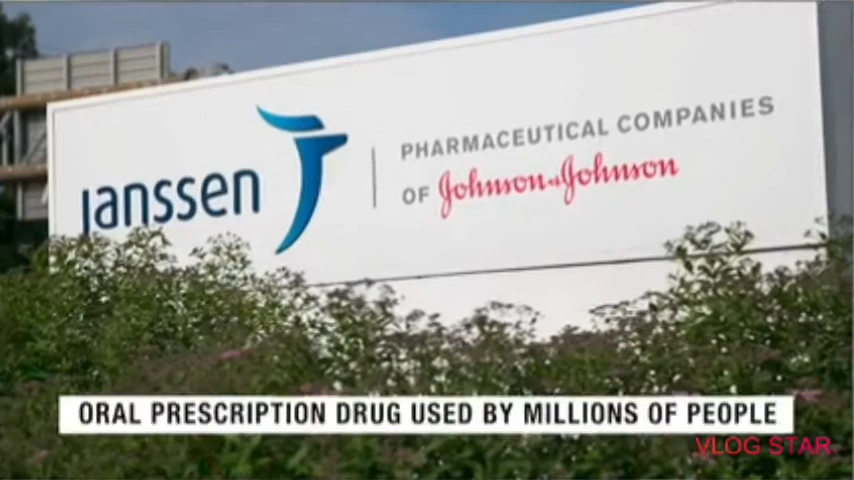 Janssen
PHARMACEUTICAL COMPANIES
OF Johnson & Johnson
ORAL PRESCRIPTION DRUG USED BY MILLIONS OF PEOPLE
VLOG STAR